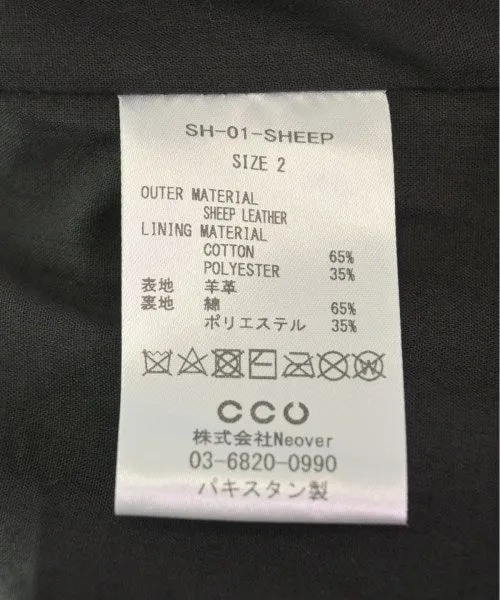 SH-01-SHEEP
SIZE 2
OUTER MATERIAL
SHEEP LEATHER
LINING MATERIAL
COTTON 65%
POLYESTER 35%
表地 羊革
裏地 綿 65%
ポリエステル 35%
W
CCU
株式会社Neover
03-6820-0990
パキスタン製